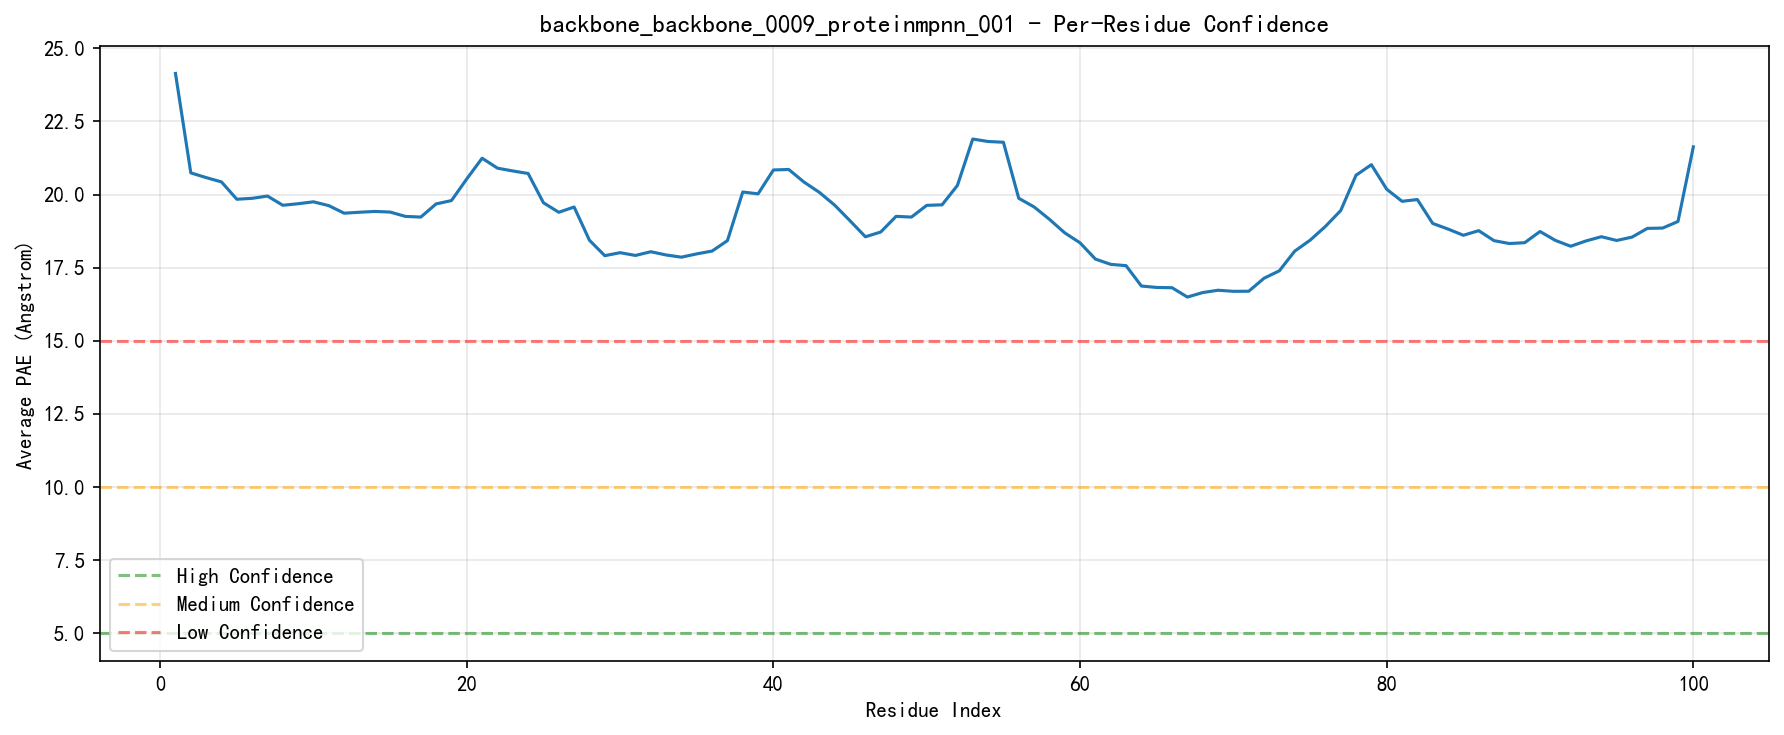 backbone_backbone_0009_proteinmpnn_001 - Per-Residue Confidence
25.0
22.5
20.0
17.5
15.0
12.5
10.0
7.5
5.0
Average PAE (Angstrom)
High Confidence
Medium Confidence
Low Confidence
0
20
40
60
80
100
Residue Index